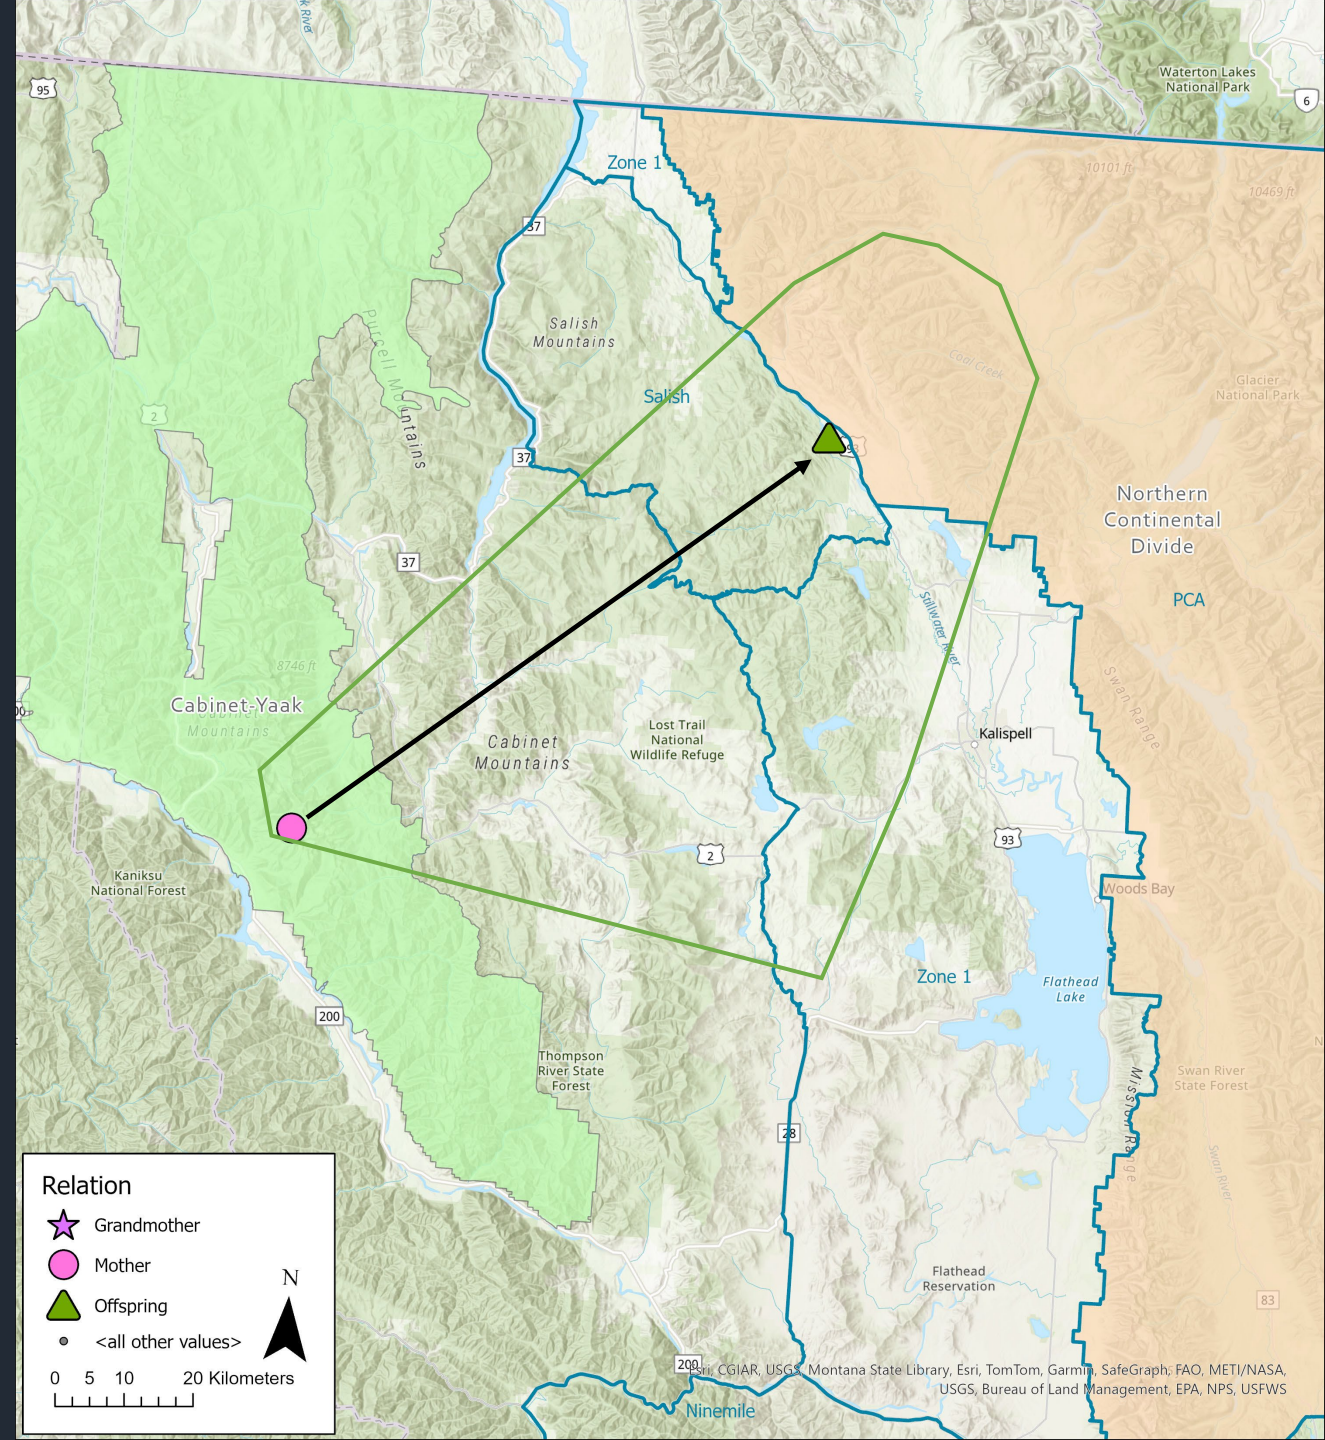 95
Waterton Lakes
National Park
6
Zone 1
10101 ft
10469 ft
37
Salish
Mountains
Purcell Mountains
Coal Creek
Glacier
National Park
Salish
2
93
37
Northern
Continental
Divide
37
PCA
Stillwater River
8746 ft
Cabinet-Yaak
Cabinet
Mountains
Swan Range
Cabinet
Mountains
Lost Trail
National
Wildlife Refuge
Kalispell
93
2
Kaniksu
National Forest
Woods Bay
Zone 1
Flathead
Lake
200
Thompson
River State
Forest
Swan River
State Forest
Mission Range
28
Swan River
Relation
Grandmother
Mother
Offspring
<all other values>
N
0 5 10 20 Kilometers
Flathead
Reservation
83
200
Esri, CGIAR, USGS, Montana State Library, Esri, TomTom, Garmin, SafeGraph, FAO, METI/NASA,
USGS, Bureau of Land Management, EPA, NPS, USFWS
Ninemile